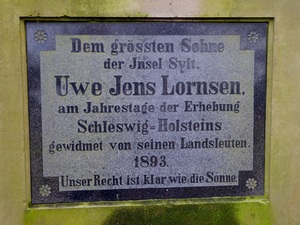 Dem grössten Sohne
der Jnsel Sylt,
Uwe Jens Lornsen,
am Jahrestage der Erhebung
Schleswig=Holsteins
gewidmet von seinen Landsleuten.
1893.
Unser Recht ist klar wie die Sonne.